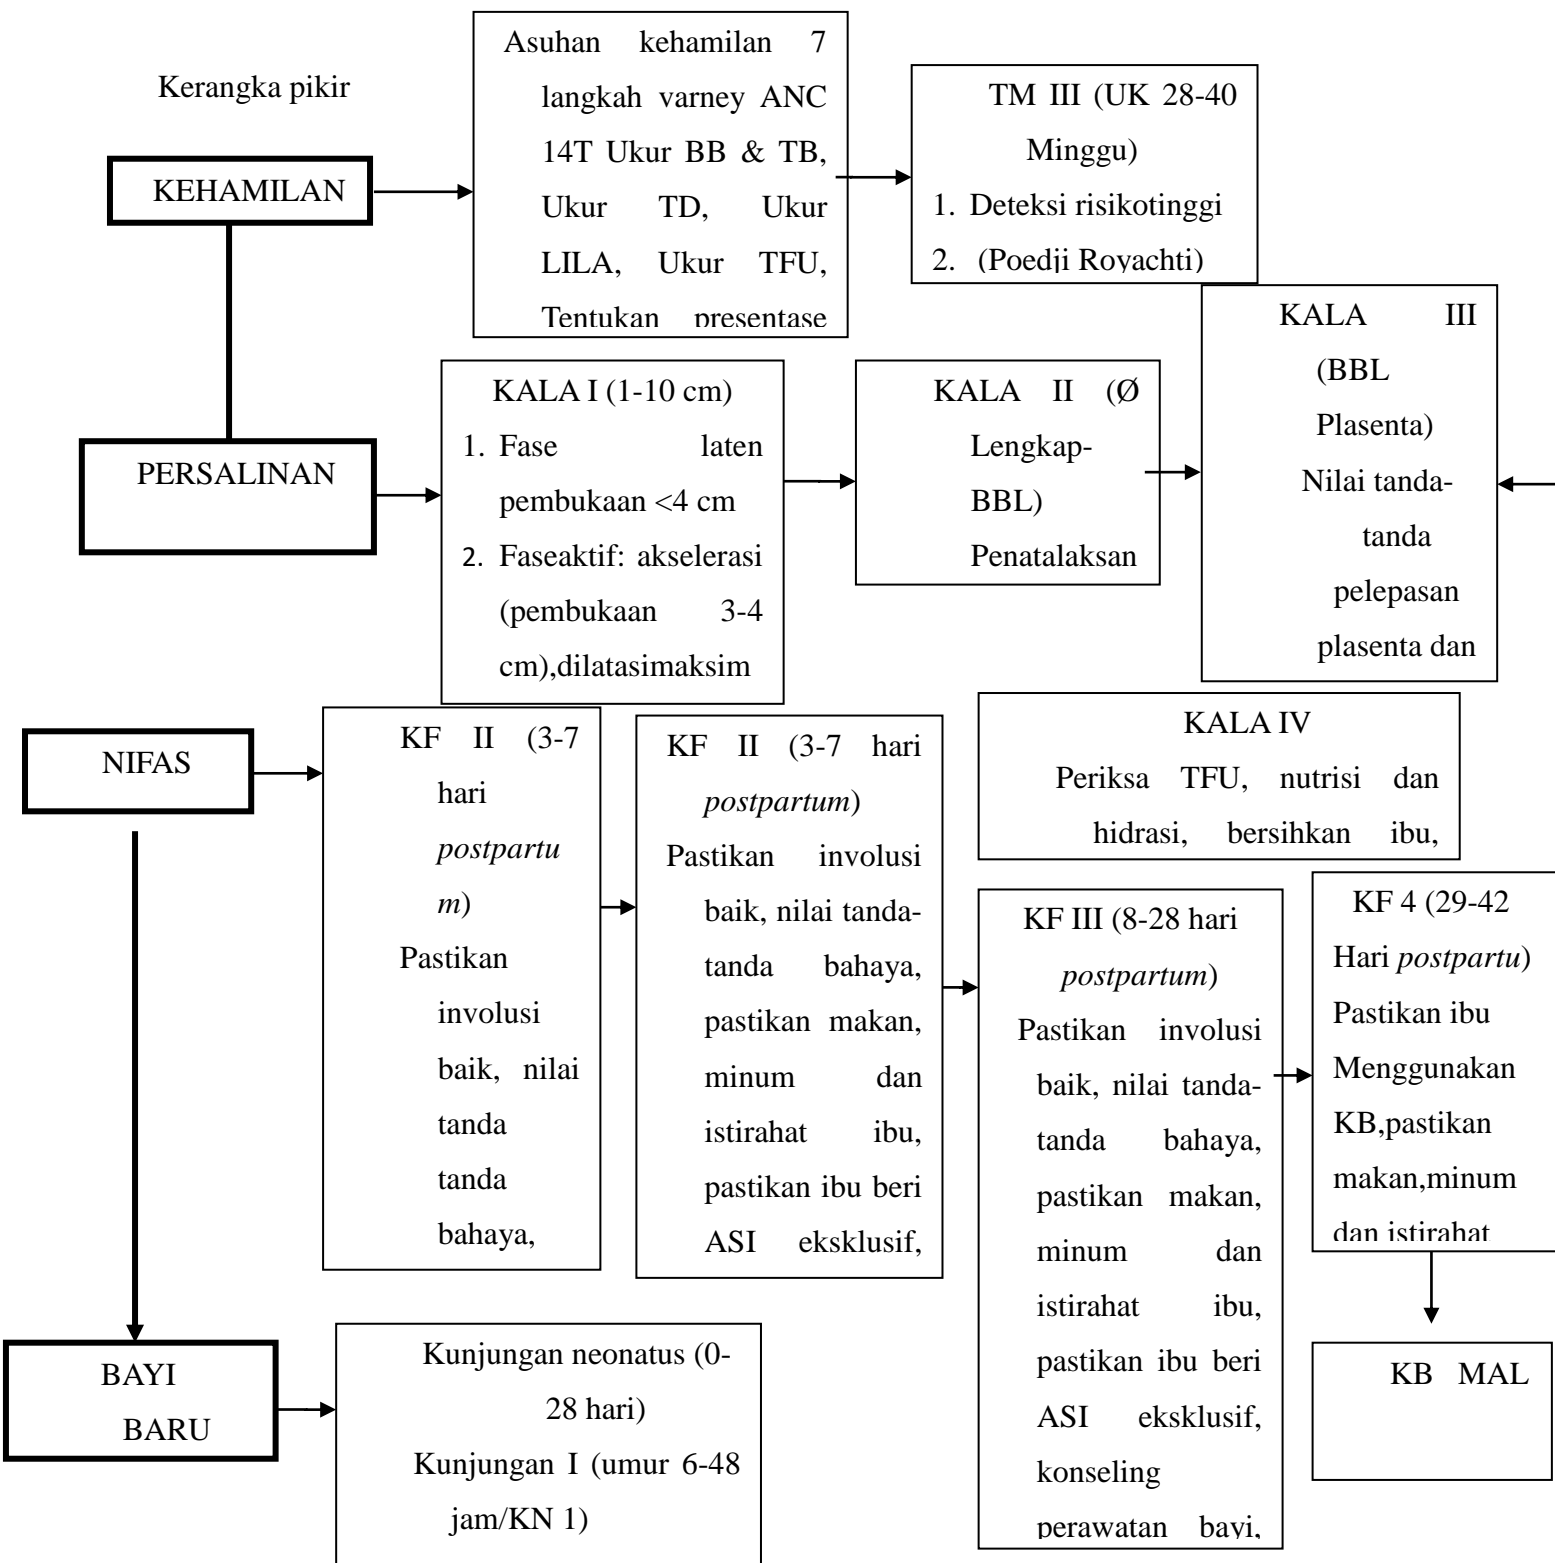 Kerangka pikir
KEHAMILAN
Asuhan kehamilan 7
langkah varney ANC
14T Ukur BB & TB,
Ukur TD, Ukur
LILA, Ukur TFU,
Tentukan presentase
TM III (UK 28-40
Minggu)
1. Deteksi risikotinggi
2. (Poedji Royachti)
PERSALINAN
KALA I (1-10 cm)
1. Fase laten
pembukaan <4 cm
2. Faseaktif: akselerasi
(pembukaan 3-4
cm),dilatasimaksim
KALA II (Ø
Lengkap-
BBL)
Penatalaksan
KALA III
(BBL
Plasenta)
Nilai tanda-
tanda
pelepasan
plasenta dan
KALA IV
Periksa TFU, nutrisi dan
hidrasi, bersihkan ibu,
NIFAS
KF II (3-7
hari
postpartu
m)
Pastikan
involusi
baik, nilai
tanda
tanda
bahaya,
KF II (3-7 hari
postpartum)
Pastikan involusi
baik, nilai tanda-
tanda bahaya,
pastikan makan,
minum dan
istirahat ibu,
pastikan ibu beri
ASI eksklusif,
KF III (8-28 hari
postpartum)
Pastikan involusi
baik, nilai tanda-
tanda bahaya,
pastikan makan,
minum dan
istirahat ibu,
pastikan ibu beri
ASI eksklusif,
konseling
perawatan bayi,
KF 4 (29-42
Hari postpartu)
Pastikan ibu
Menggunakan
KB,pastikan
makan,minum
dan istirahat
KB MAL
BAYI
BARU
Kunjungan neonatus (0-
28 hari)
Kunjungan I (umur 6-48
jam/KN 1)